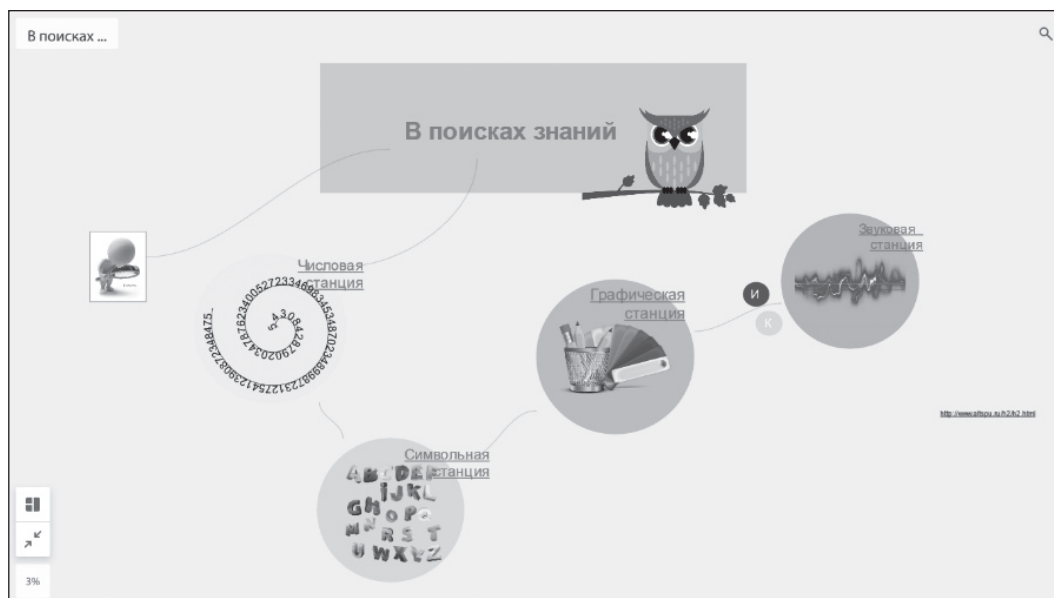 В поисках ...
В поисках знаний
Числовая
станция
Графическая
станция
Звуковая
станция
И
К
Символьная
станция
A B C D E F
I J K L
G H O P Q
M N R S T
U W X Y Z
3%